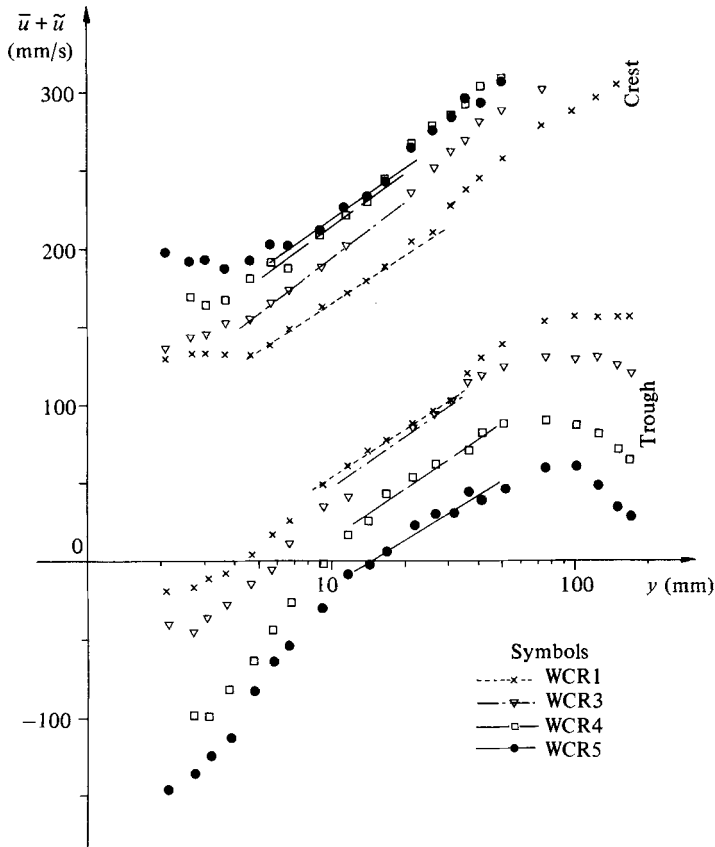 u̅ + ũ
(mm/s)
300
Crest
200
100
Trough
0
10
100
y (mm)
−100
Symbols
WCR1
WCR3
WCR4
WCR5